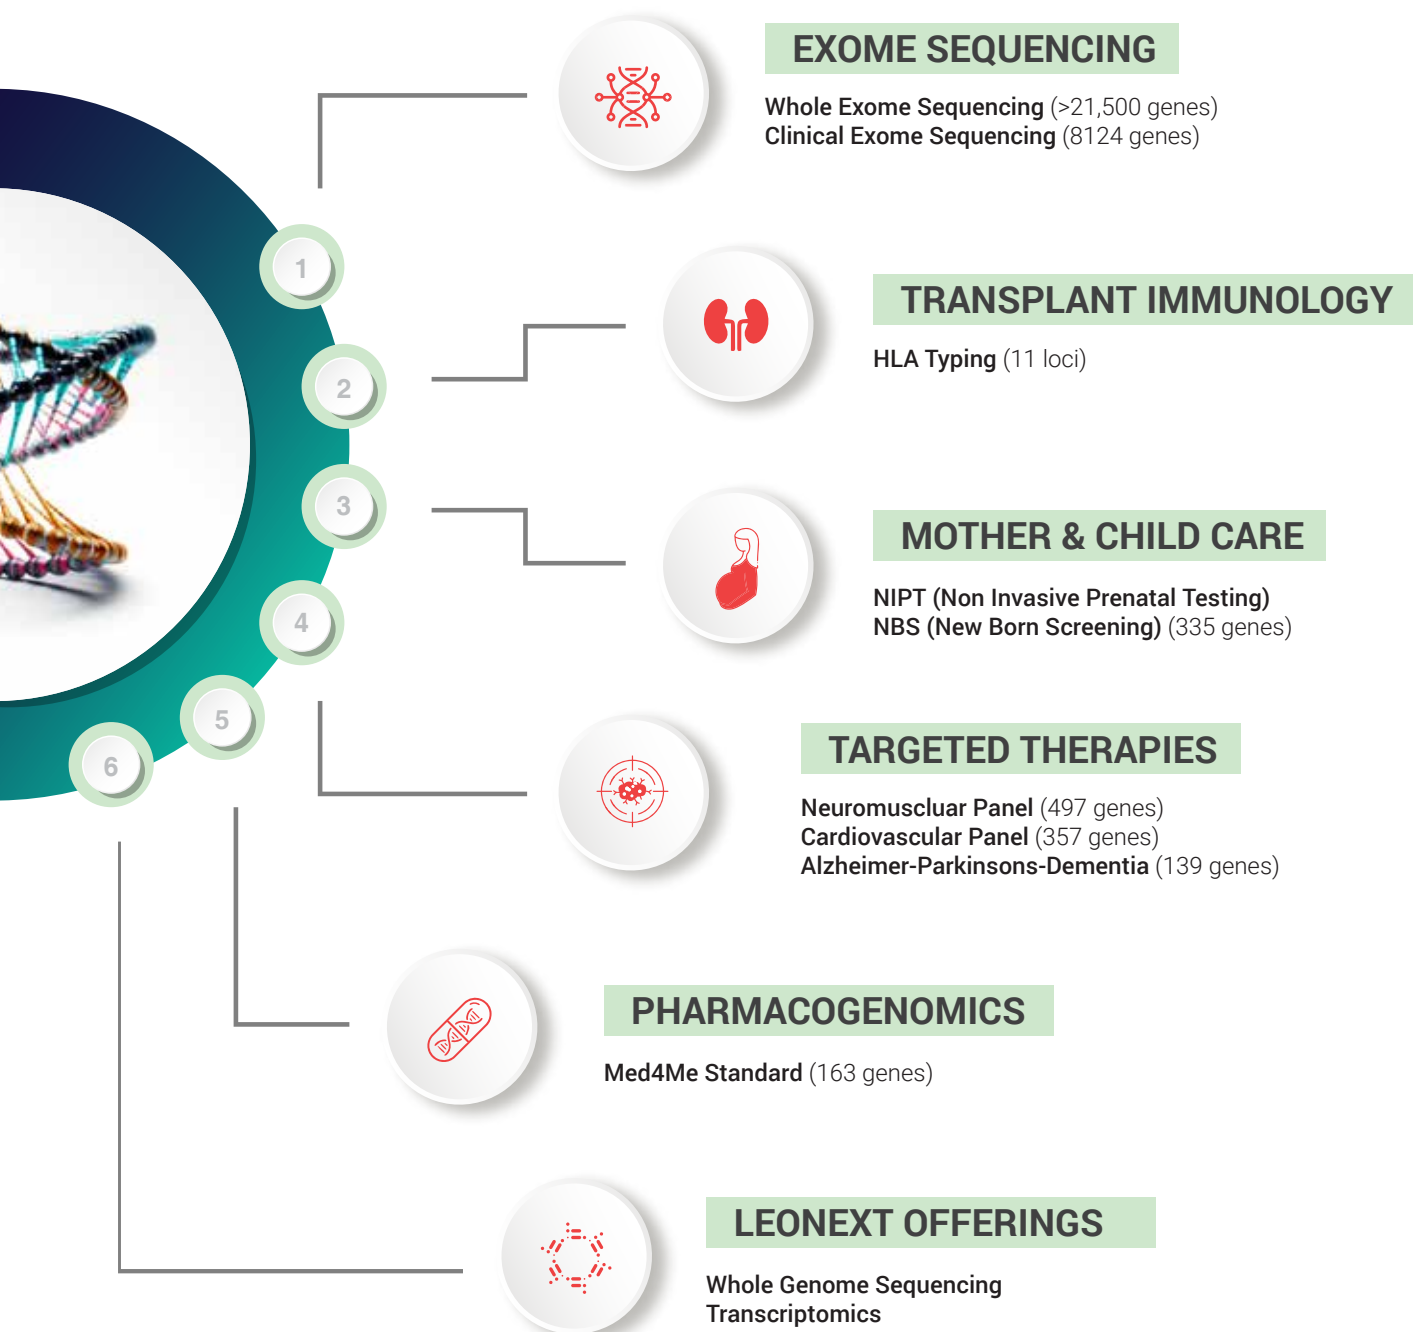 EXOME SEQUENCING
Whole Exome Sequencing (>21,500 genes)
Clinical Exome Sequencing (8124 genes)
1
TRANSPLANT IMMUNOLOGY
HLA Typing (11 loci)
2
3
MOTHER & CHILD CARE
NIPT (Non Invasive Prenatal Testing)
NBS (New Born Screening) (335 genes)
4
5
6
TARGETED THERAPIES
Neuromuscluar Panel (497 genes)
Cardiovascular Panel (357 genes)
Alzheimer-Parkinsons-Dementia (139 genes)
PHARMACOGENOMICS
Med4Me Standard (163 genes)
LEONEXT OFFERINGS
Whole Genome Sequencing
Transcriptomics